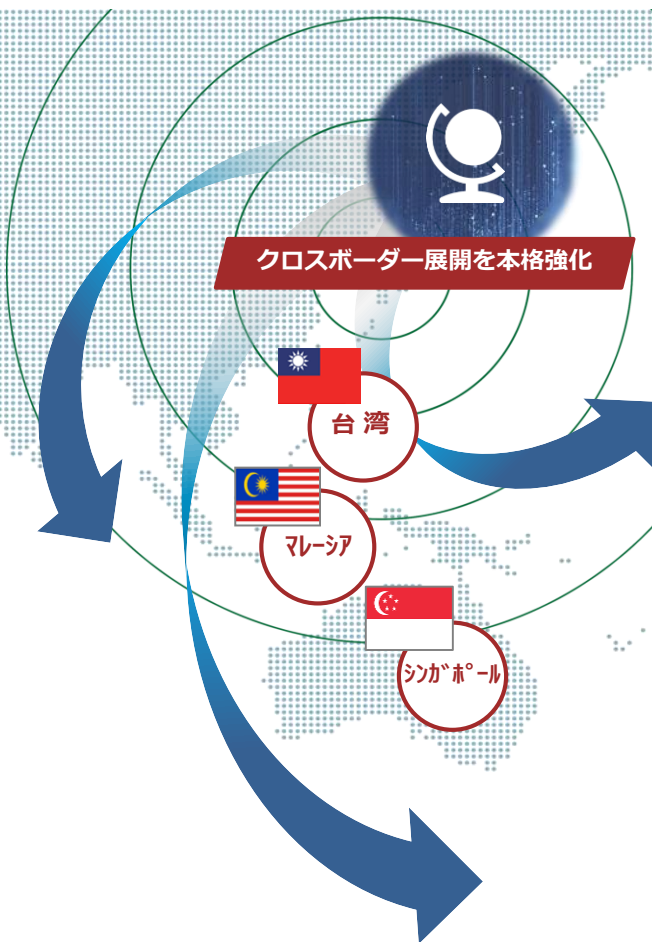 クロスボーダー展開を本格強化
台湾
ﾏﾚｰｼｱ
ｼﾝｶﾞﾎﾟｰﾙ